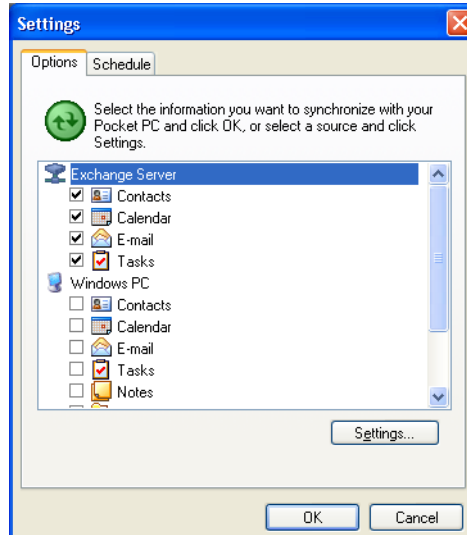 Settings
Options Schedule
Select the information you want to synchronize with your
Pocket PC and click OK, or select a source and click
Settings.
Exchange Server
Contacts
Calendar
E-mail
Tasks
Windows PC
Contacts
Calendar
E-mail
Tasks
Notes
Settings...
OK Cancel